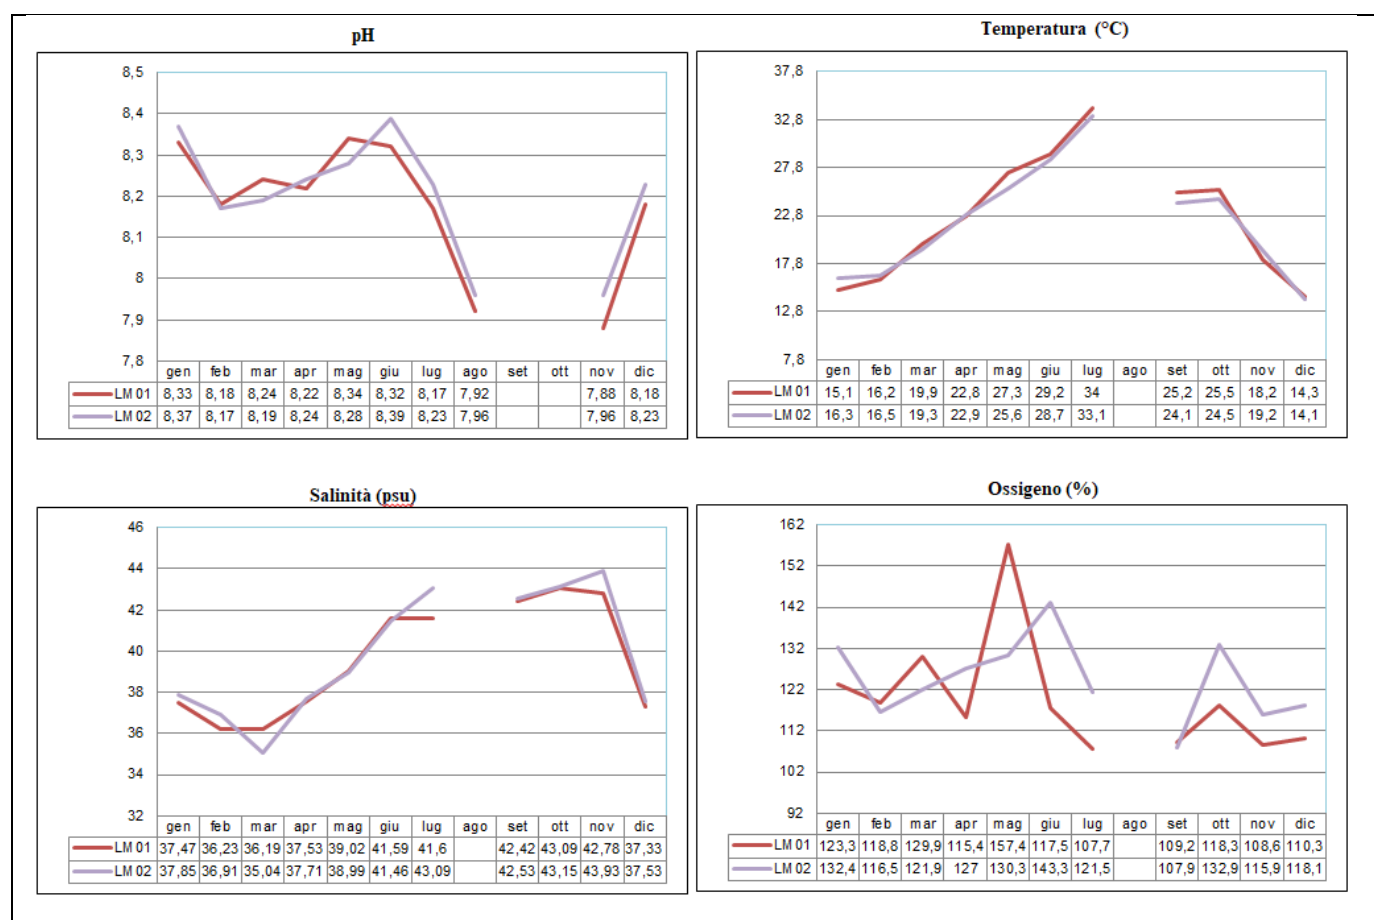 pH
8,5
8,4
8,3
8,2
8,1
8
7,9
7,8
gen feb mar apr mag giu lug ago set ott nov dic
LM 01 8,33 8,18 8,24 8,22 8,34 8,32 8,17 7,92 7,88 8,18
LM 02 8,37 8,17 8,19 8,24 8,28 8,39 8,23 7,96 7,96 8,23
Temperatura (°C)
37,8
32,8
27,8
22,8
17,8
12,8
7,8
gen feb mar apr mag giu lug ago set ott nov dic
LM 01 15,1 16,2 19,9 22,8 27,3 29,2 34 25,2 25,5 18,2 14,3
LM 02 16,3 16,5 19,3 22,9 25,6 28,7 33,1 24,1 24,5 19,2 14,1
Salinità (psu)
46
44
42
40
38
36
34
32
gen feb mar apr mag giu lug ago set ott nov dic
LM 01 37,47 36,23 36,19 37,53 39,02 41,59 41,6 42,42 43,09 42,78 37,33
LM 02 37,85 36,91 35,04 37,71 38,99 41,46 43,09 42,53 43,15 43,93 37,53
Ossigeno (%)
162
152
142
132
122
112
102
92
gen feb mar apr mag giu lug ago set ott nov dic
LM 01 123,3 118,8 129,9 115,4 157,4 117,5 107,7 109,2 118,3 108,6 110,3
LM 02 132,4 116,5 121,9 127 130,3 143,3 121,5 107,9 132,9 115,9 118,1